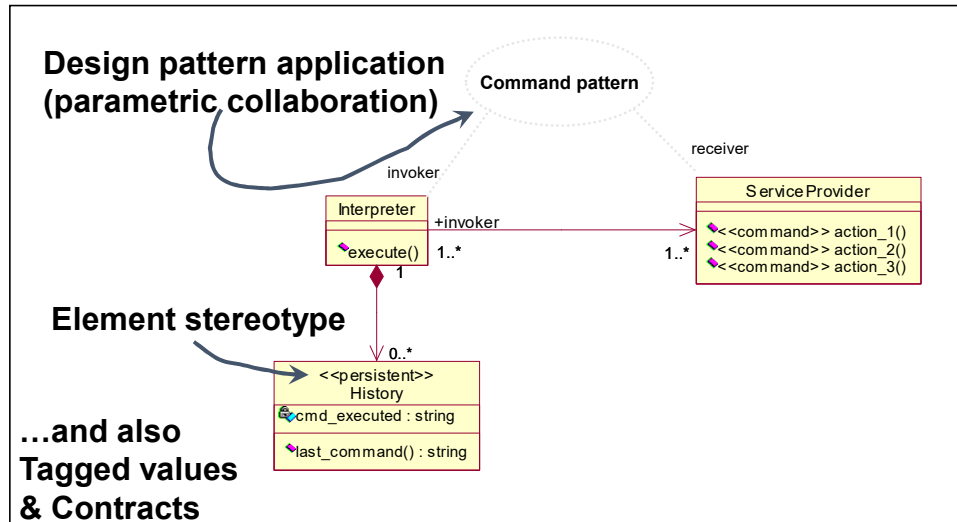 Design pattern application
(parametric collaboration)
Command pattern
invoker
receiver
Interpreter
execute()
+invoker
1..*
1..*
ServiceProvider
<<command>> action_1()
<<command>> action_2()
<<command>> action_3()
1
Element stereotype
0..*
<<persistent>>
History
cmd_executed : string
last_command() : string
…and also
Tagged values
& Contracts